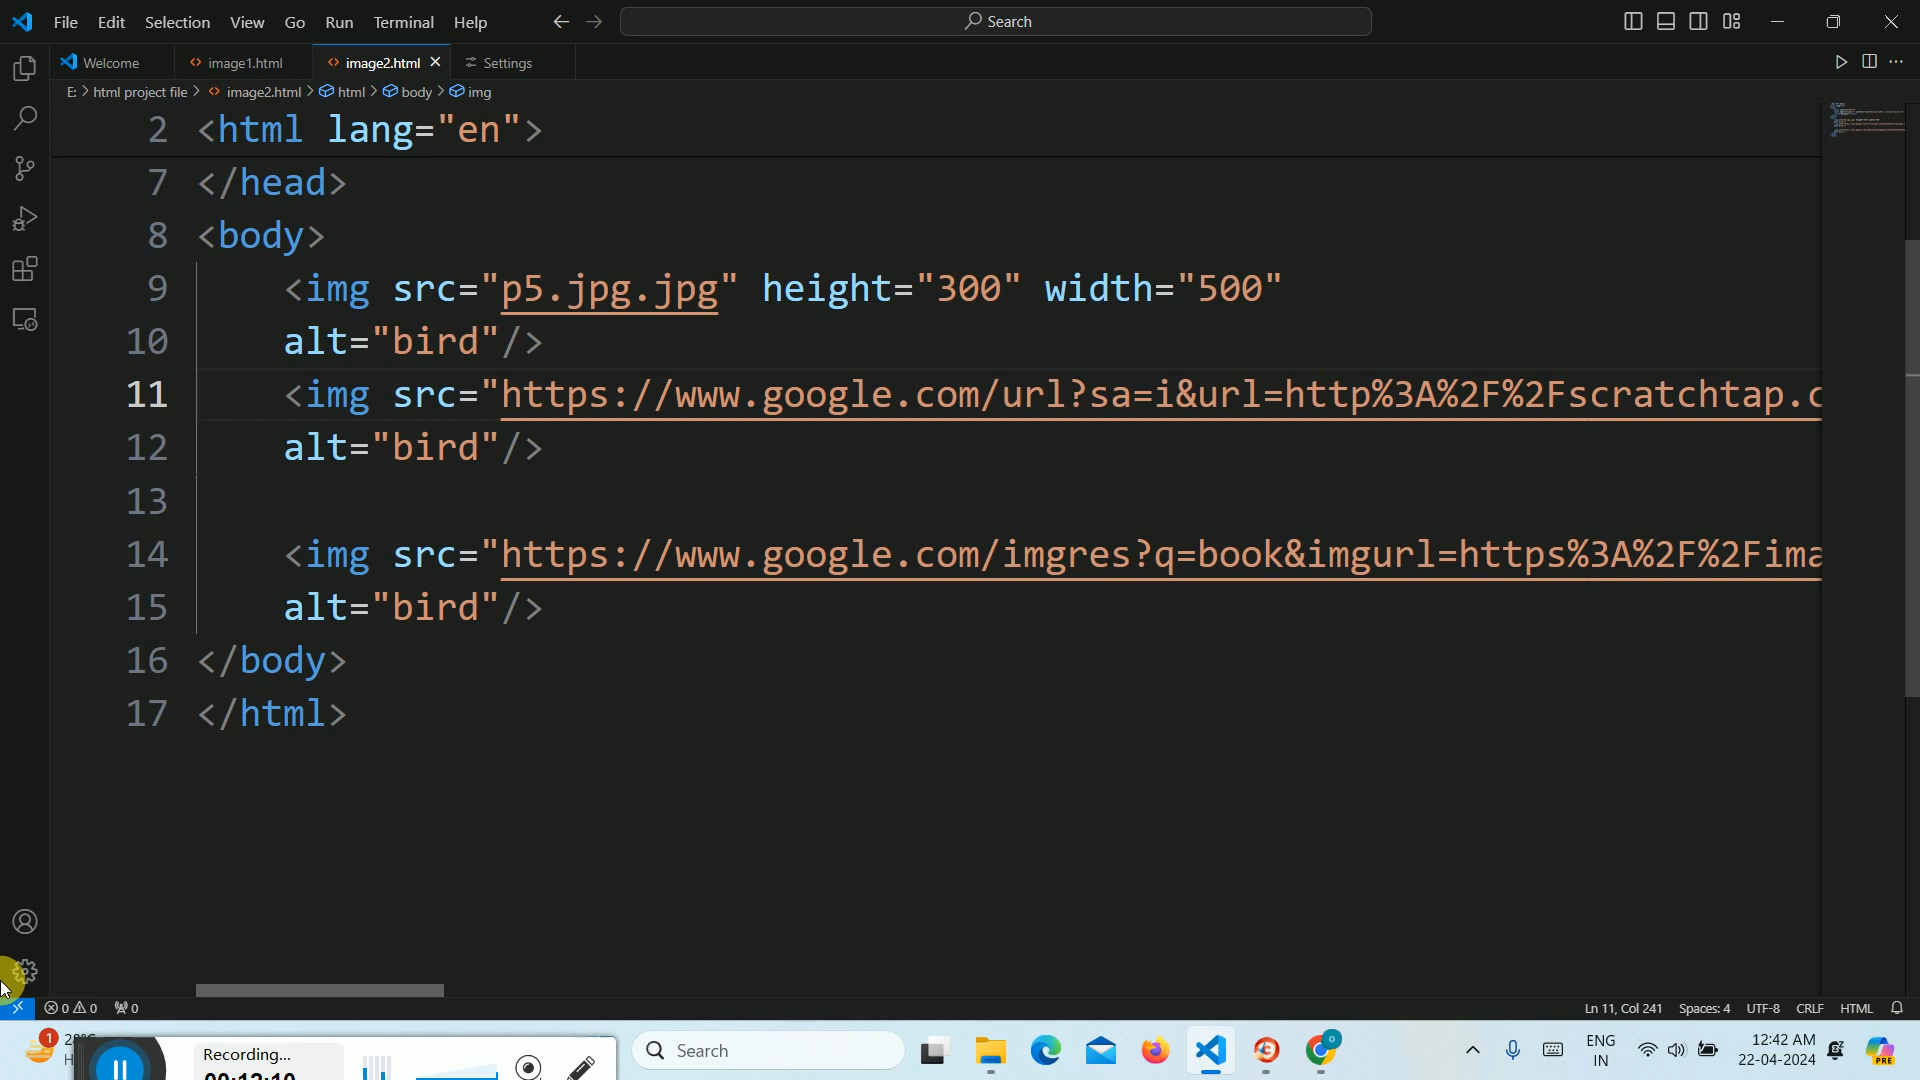 File Edit Selection View Go Run Terminal Help Search
Welcome image1.html image2.html Settings
E: > html project file > image2.html > html > body > img
2 <html lang="en">
7 </head>
8 <body>
9 <img src="p5.jpg.jpg" height="300" width="500"
10 alt="bird"/>
11 <img src="https://www.google.com/url?sa=i&url=http%3A%2F%2Fscratchtap.c
12 alt="bird"/>
13
14 <img src="https://www.google.com/imgres?q=book&imgurl=https%3A%2F%2Fima
15 alt="bird"/>
16 </body>
17 </html>
0 0 0 Ln 11, Col 241 Spaces: 4 UTF-8 CRLF HTML
1
Recording...
Search
ENG
IN
12:42 AM
22-04-2024
PRE